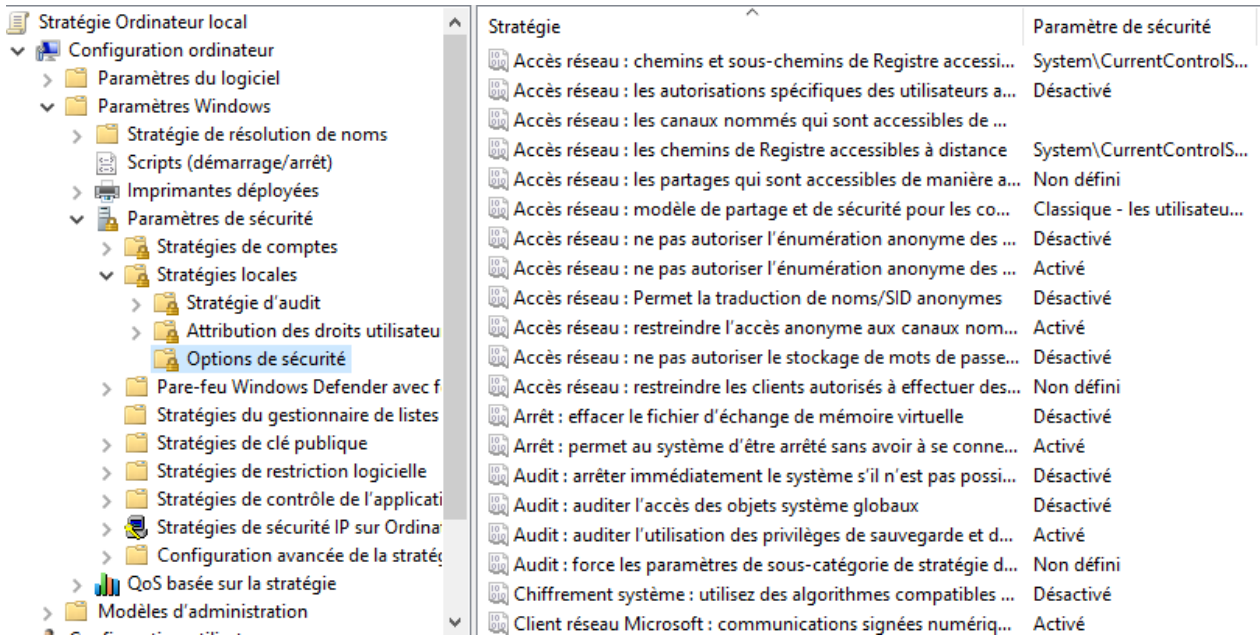 Stratégie Ordinateur local
Configuration ordinateur
Paramètres du logiciel
Paramètres Windows
Stratégie de résolution de noms
Scripts (démarrage/arrêt)
Imprimantes déployées
Paramètres de sécurité
Stratégies de comptes
Stratégies locales
Stratégie d'audit
Attribution des droits utilisateu
Options de sécurité
Pare-feu Windows Defender avec f
Stratégies du gestionnaire de listes
Stratégies de clé publique
Stratégies de restriction logicielle
Stratégies de contrôle de l'applicati
Stratégies de sécurité IP sur Ordina
Configuration avancée de la straté
QoS basée sur la stratégie
Modèles d'administration
Stratégie Paramètre de sécurité
Accès réseau : chemins et sous-chemins de Registre accessi... System\CurrentControlS...
Accès réseau : les autorisations spécifiques des utilisateurs a... Désactivé
Accès réseau : les canaux nommés qui sont accessibles de ...
Accès réseau : les chemins de Registre accessibles à distance System\CurrentControlS...
Accès réseau : les partages qui sont accessibles de manière a... Non défini
Accès réseau : modèle de partage et de sécurité pour les co... Classique - les utilisateu...
Accès réseau : ne pas autoriser l'énumération anonyme des ... Désactivé
Accès réseau : ne pas autoriser l'énumération anonyme des ... Activé
Accès réseau : Permet la traduction de noms/SID anonymes Désactivé
Accès réseau : restreindre l'accès anonyme aux canaux nom... Activé
Accès réseau : ne pas autoriser le stockage de mots de passe... Désactivé
Accès réseau : restreindre les clients autorisés à effectuer des... Non défini
Arrêt : effacer le fichier d'échange de mémoire virtuelle Désactivé
Arrêt : permet au système d'être arrêté sans avoir à se conne... Activé
Audit : arrêter immédiatement le système s'il n'est pas possi... Désactivé
Audit : auditer l'accès des objets système globaux Désactivé
Audit : auditer l'utilisation des privilèges de sauvegarde et d... Activé
Audit : force les paramètres de sous-catégorie de stratégie d... Non défini
Chiffrement système : utilisez des algorithmes compatibles ... Désactivé
Client réseau Microsoft : communications signées numériq... Activé